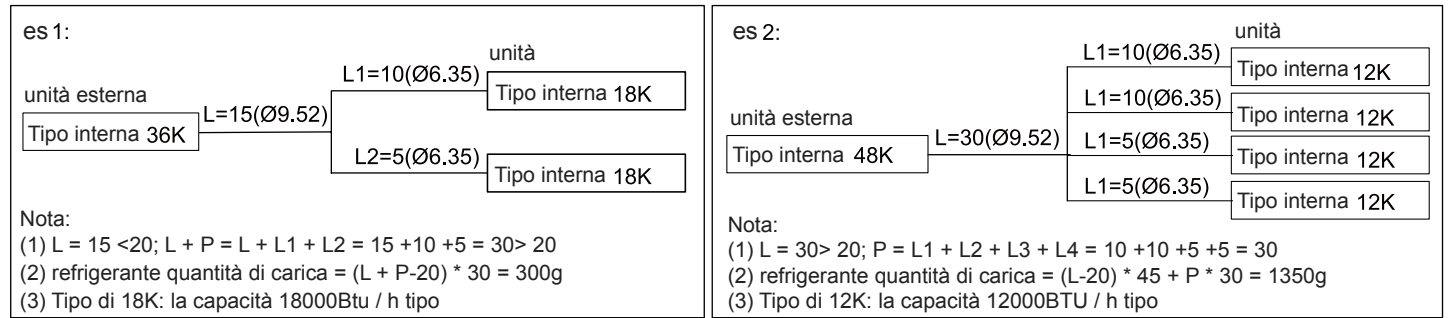 es 1:
unità
L1=10(Ø6.35)
Tipo interna 18K
unità esterna
L=15(Ø9.52)
Tipo interna 36K
L2=5(Ø6.35)
Tipo interna 18K
Nota:
(1) L = 15 <20; L + P = L + L1 + L2 = 15 +10 +5 = 30> 20
(2) refrigerante quantità di carica = (L + P-20) * 30 = 300g
(3) Tipo di 18K: la capacità 18000Btu / h tipo
es 2:
unità
L1=10(Ø6.35)
Tipo interna 12K
L1=10(Ø6.35)
Tipo interna 12K
unità esterna
L=30(Ø9.52)
L1=5(Ø6.35)
Tipo interna 48K
Tipo interna 12K
L1=5(Ø6.35)
Tipo interna 12K
Nota:
(1) L = 30> 20; P = L1 + L2 + L3 + L4 = 10 +10 +5 +5 = 30
(2) refrigerante quantità di carica = (L-20) * 45 + P * 30 = 1350g
(3) Tipo di 12K: la capacità 12000BTU / h tipo